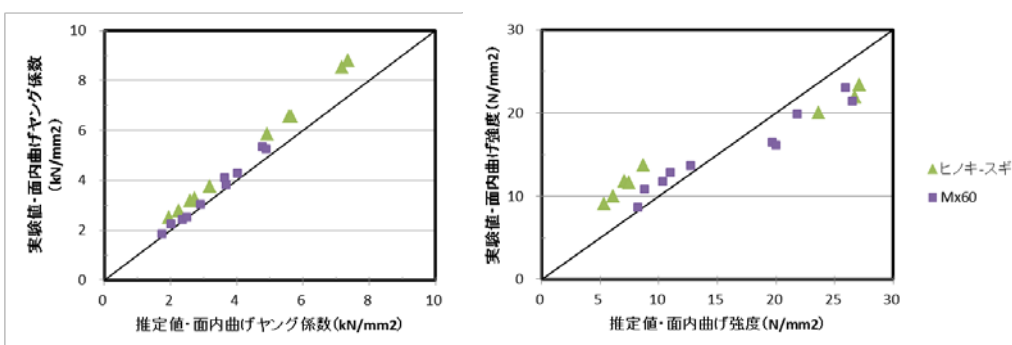 実験値・面内曲げヤング係数
(kN/mm2)
10
8
6
4
2
0
0 2 4 6 8 10
推定値・面内曲げヤング係数(kN/mm2)
実験値・面内曲げ強度(N/mm2)
30
20
10
0
0 5 10 15 20 25 30
推定値・面内曲げ強度(N/mm2)
ヒノキ-スギ
Mx60